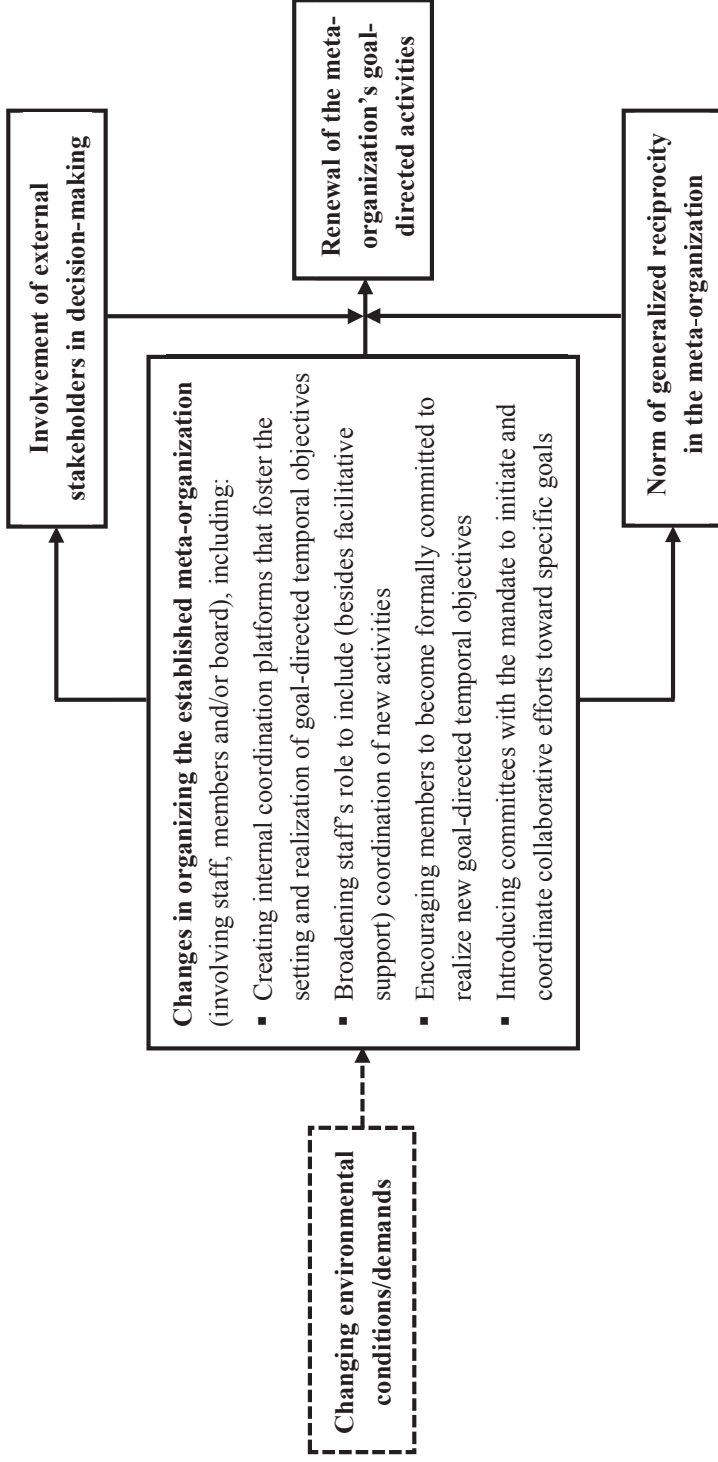 Changing environmental
conditions/demands
Changes in organizing the established meta-organization
(involving staff, members and/or board), including:
▪ Creating internal coordination platforms that foster the
setting and realization of goal-directed temporal objectives
▪ Broadening staff’s role to include (besides facilitative
support) coordination of new activities
▪ Encouraging members to become formally committed to
realize new goal-directed temporal objectives
▪ Introducing committees with the mandate to initiate and
coordinate collaborative efforts toward specific goals
Involvement of external
stakeholders in decision-making
Norm of generalized reciprocity
in the meta-organization
Renewal of the meta-
organization’s goal-
directed activities